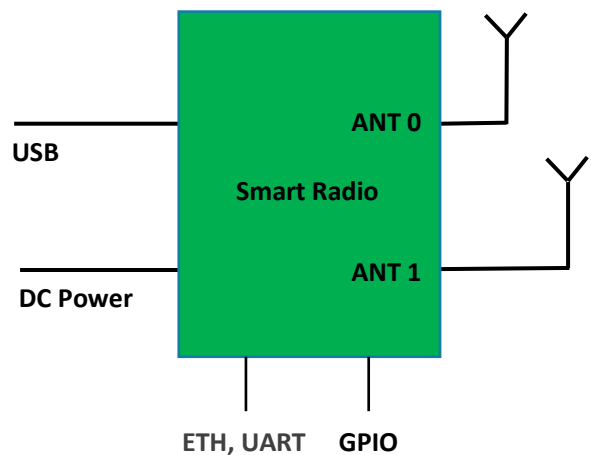 ANT 0
USB
Smart Radio
ANT 1
DC Power
ETH, UART GPIO